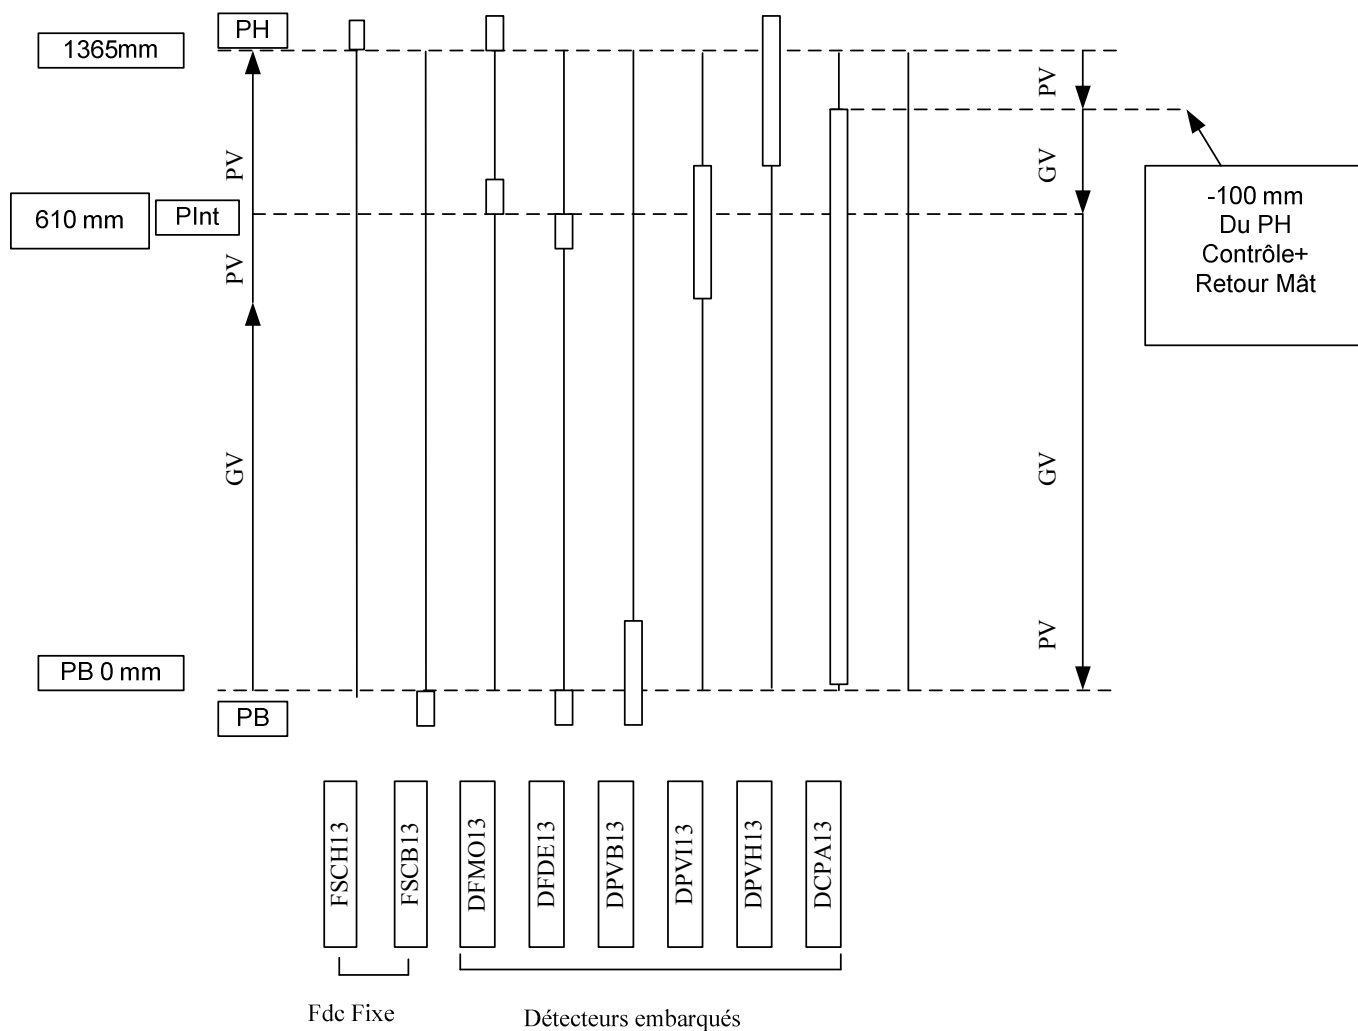 PH
1365mm
PV
PV
GV
610 mm
PInt
PV
-100 mm
Du PH
Contrôle+
Retour Mât
GV
GV
PV
PB 0 mm
PB
FSCH13
FSCB13
DFMO13
DFDE13
DPVB13
DPVI13
DPVH13
DCPA13
Fdc Fixe
Détecteurs embarqués